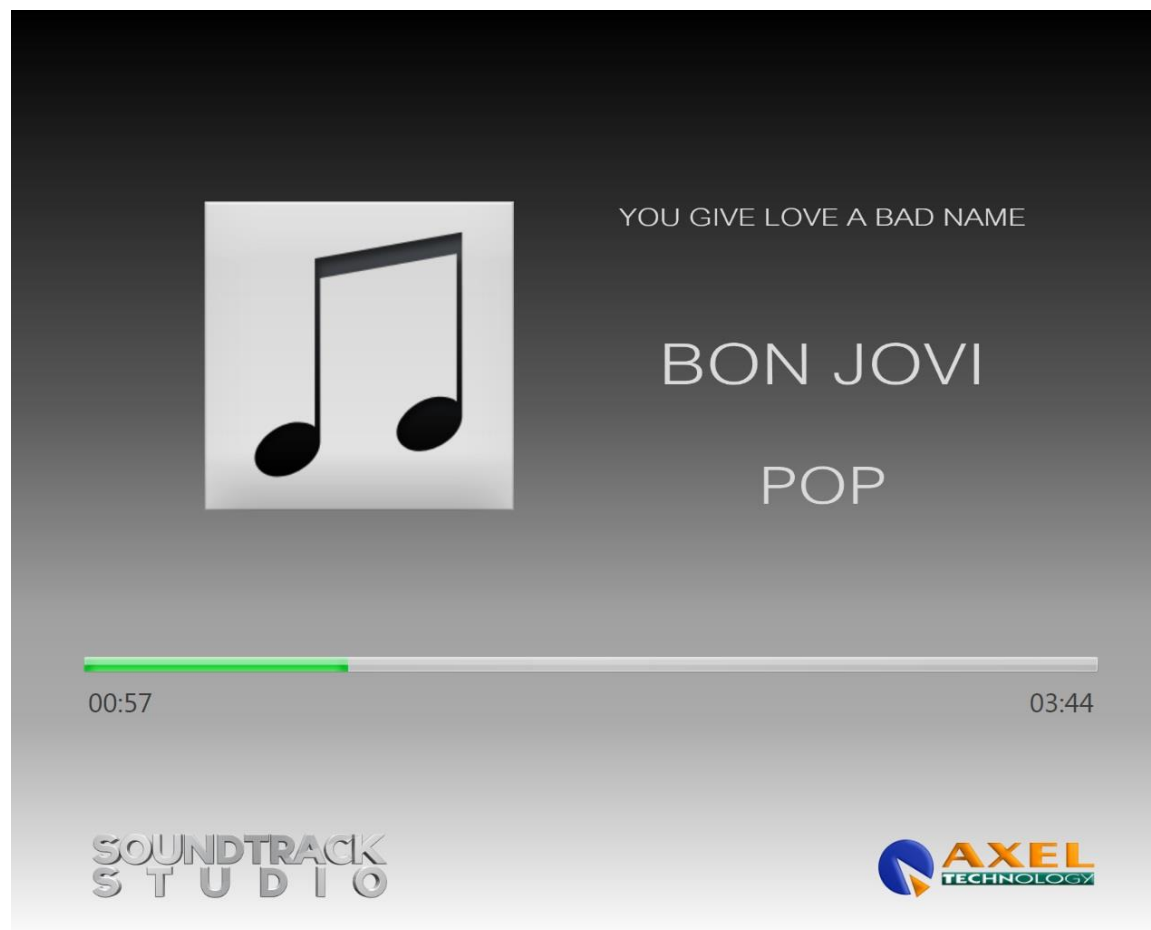 YOU GIVE LOVE A BAD NAME
BON JOVI
POP
00:57
03:44
SOUNDTRACK
STUDIO
AXEL
TECHNOLOGY